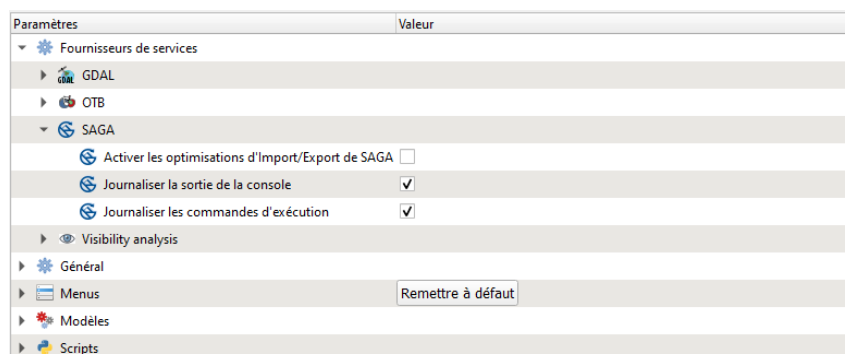 Paramètres Valeur
Fournisseurs de services
GDAL GDAL
OTB
SAGA
Activer les optimisations d'Import/Export de SAGA
Journaliser la sortie de la console
Journaliser les commandes d'exécution
Visibility analysis
Général
Menus Remettre à défaut
Modèles
Scripts